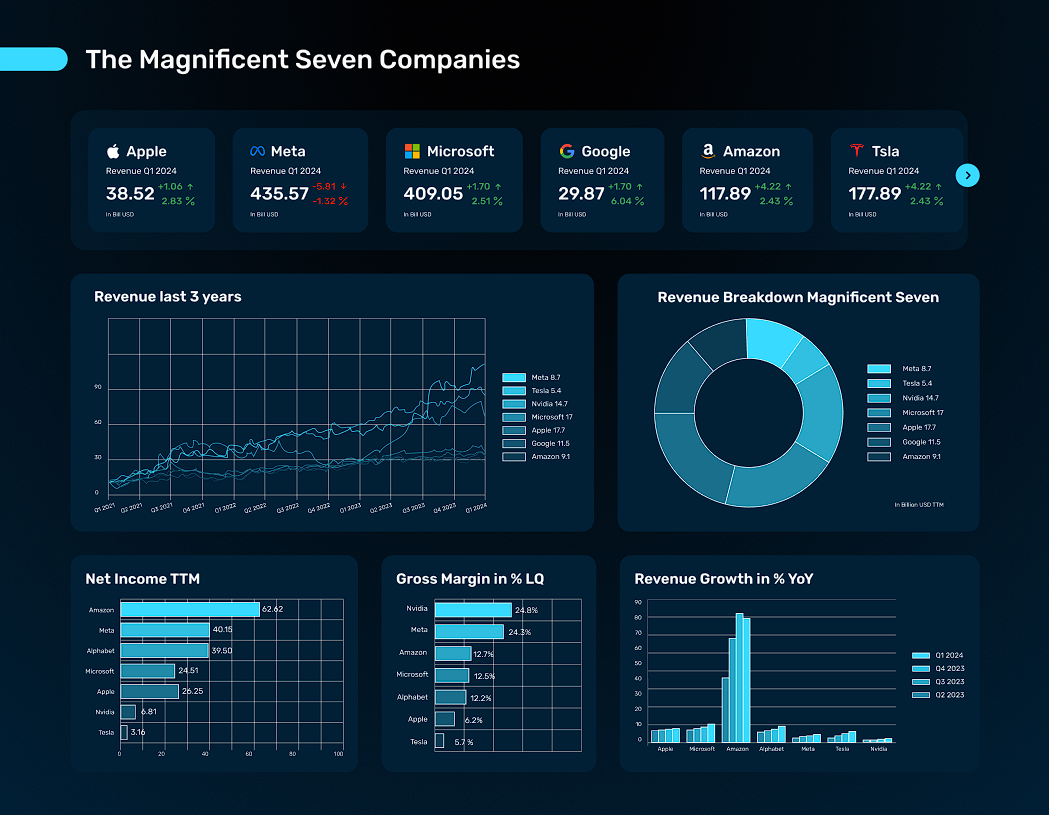 The Magnificent Seven Companies
Apple
Revenue Q1 2024
38.52 +1.06 ↑
2.83 %
In Bill USD
Meta
Revenue Q1 2024
435.57 -5.81 ↓
-1.32 %
In Bill USD
Microsoft
Revenue Q1 2024
409.05 +1.70 ↑
2.51 %
In Bill USD
Google
Revenue Q1 2024
29.87 +1.70 ↑
6.04 %
In Bill USD
Amazon
Revenue Q1 2024
117.89 +4.22 ↑
2.43 %
In Bill USD
Tsla
Revenue Q1 2024
177.89 +4.22 ↑
2.43 %
In Bill USD
Revenue last 3 years
90
60
30
0
Q1 2021 Q2 2021 Q3 2021 Q4 2021 Q1 2022 Q2 2022 Q3 2022 Q4 2022 Q1 2023 Q2 2023 Q3 2023 Q4 2023 Q1 2024
Meta 8.7
Tesla 5.4
Nvidia 14.7
Microsoft 17
Apple 17.7
Google 11.5
Amazon 9.1
Revenue Breakdown Magnificent Seven
Meta 8.7
Tesla 5.4
Nvidia 14.7
Microsoft 17
Apple 17.7
Google 11.5
Amazon 9.1
In Billion USD TTM
Net Income TTM
Amazon 62.62
Meta 40.15
Alphabet 39.50
Microsoft 24.51
Apple 26.25
Nvidia 6.81
Tesla 3.16
0 20 40 60 80 100
Gross Margin in % LQ
Nvidia 24.8%
Meta 24.3%
Amazon 12.7%
Microsoft 12.5%
Alphabet 12.2%
Apple 6.2%
Tesla 5.7 %
Revenue Growth in % YoY
90
80
70
60
50
40
30
20
10
0
Apple Microsoft Amazon Alphabet Meta Tesla Nvidia
Q1 2024
Q4 2023
Q3 2023
Q2 2023